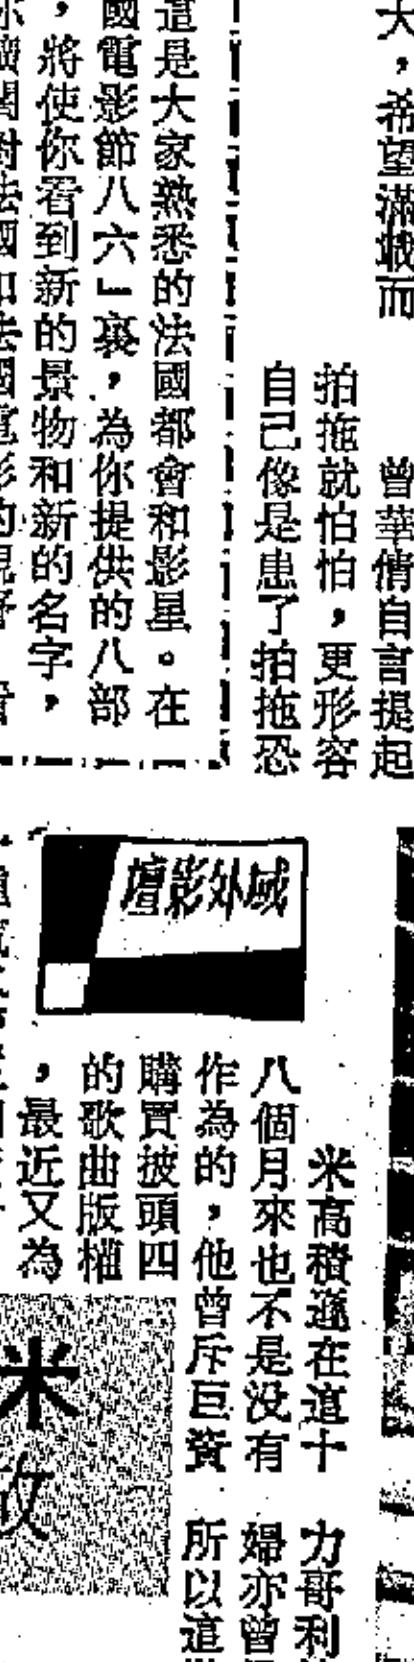 大，希望滿城而
曾華倩自言提起
拍拖就怕怕，更形容
自己像是患了拍拖恐
這是大家熟悉的法國都會和影星。在
國電影節八六」裏，為你提供的八部
，將使你看到新的景物和新的名字，
域外影壇
米高積遜在這十
八個月來也不是沒有
作為的，他曾斥巨資
購買披頭四
的歌曲版權
，最近又為
米
力哥利
婦亦曾
所以這